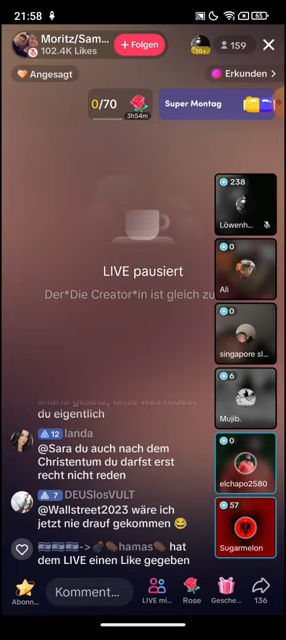 21:58
65
Moritz/Sam...
102.4K Likes
+ Folgen
10+
159
Angesagt
Erkunden >
0/70
3h54m
Super Montag
238
Löwenh...
LIVE pausiert
0
Ali
Der*Die Creator*in ist gleich zu
0
singapore sl...
du eigentlich
6
Mujib.
12 landa
@Sara du auch nach dem
Christentum du darfst erst
recht nicht reden
0
elchapo2580
7 DEUSlosVULT
@Wallstreet2023 wäre ich
jetzt nie drauf gekommen 😂
57
Sugarmelon
hamas hat
dem LIVE einen Like gegeben
Abonn...
Komment...
LIVE mi...
Rose
Gesche...
136